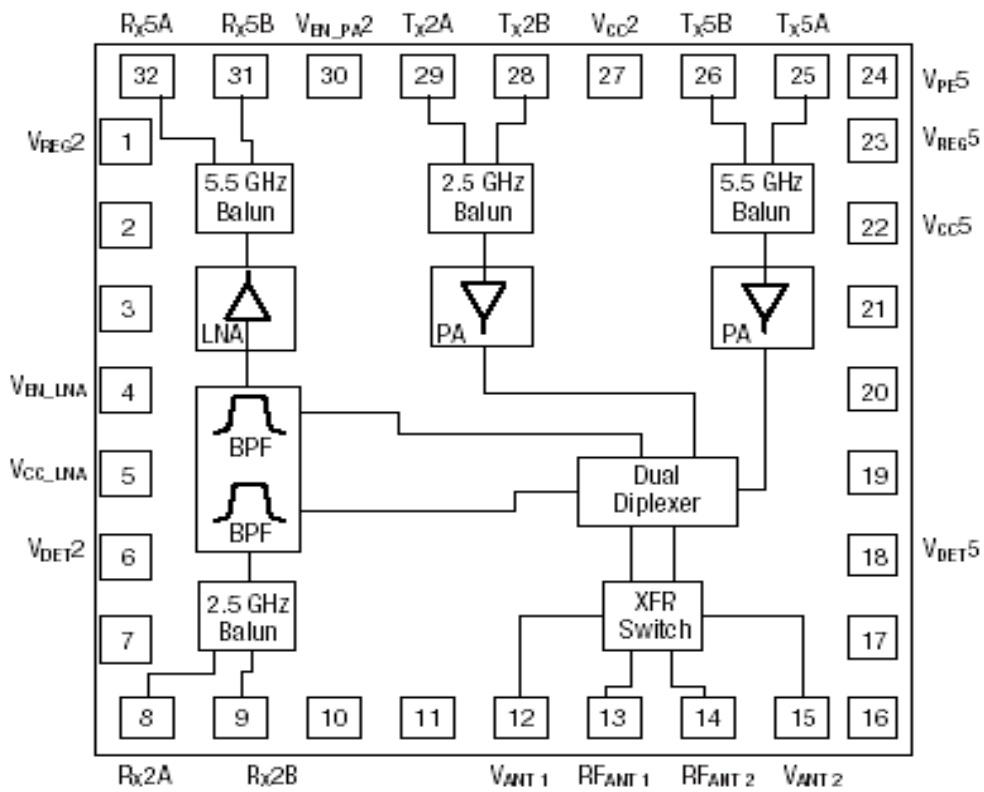 RX5A RX5B VEN_PA2 TX2A TX2B VCC2 TX5B TX5A
32 31 30 29 28 27 26 25 24 VPE5
VREG2 1 23 VREG5
5.5 GHz Balun
2.5 GHz Balun
5.5 GHz Balun
2 22 VCC5
3 LNA PA PA 21
VEN_LNA 4 20
BPF
VCC_LNA 5 19
Dual Diplexer
BPF
VDET2 6 18 VDET5
2.5 GHz Balun
XFR Switch
7 17
8 9 10 11 12 13 14 15 16
RX2A RX2B VANT 1 RFANT 1 RFANT 2 VANT 2